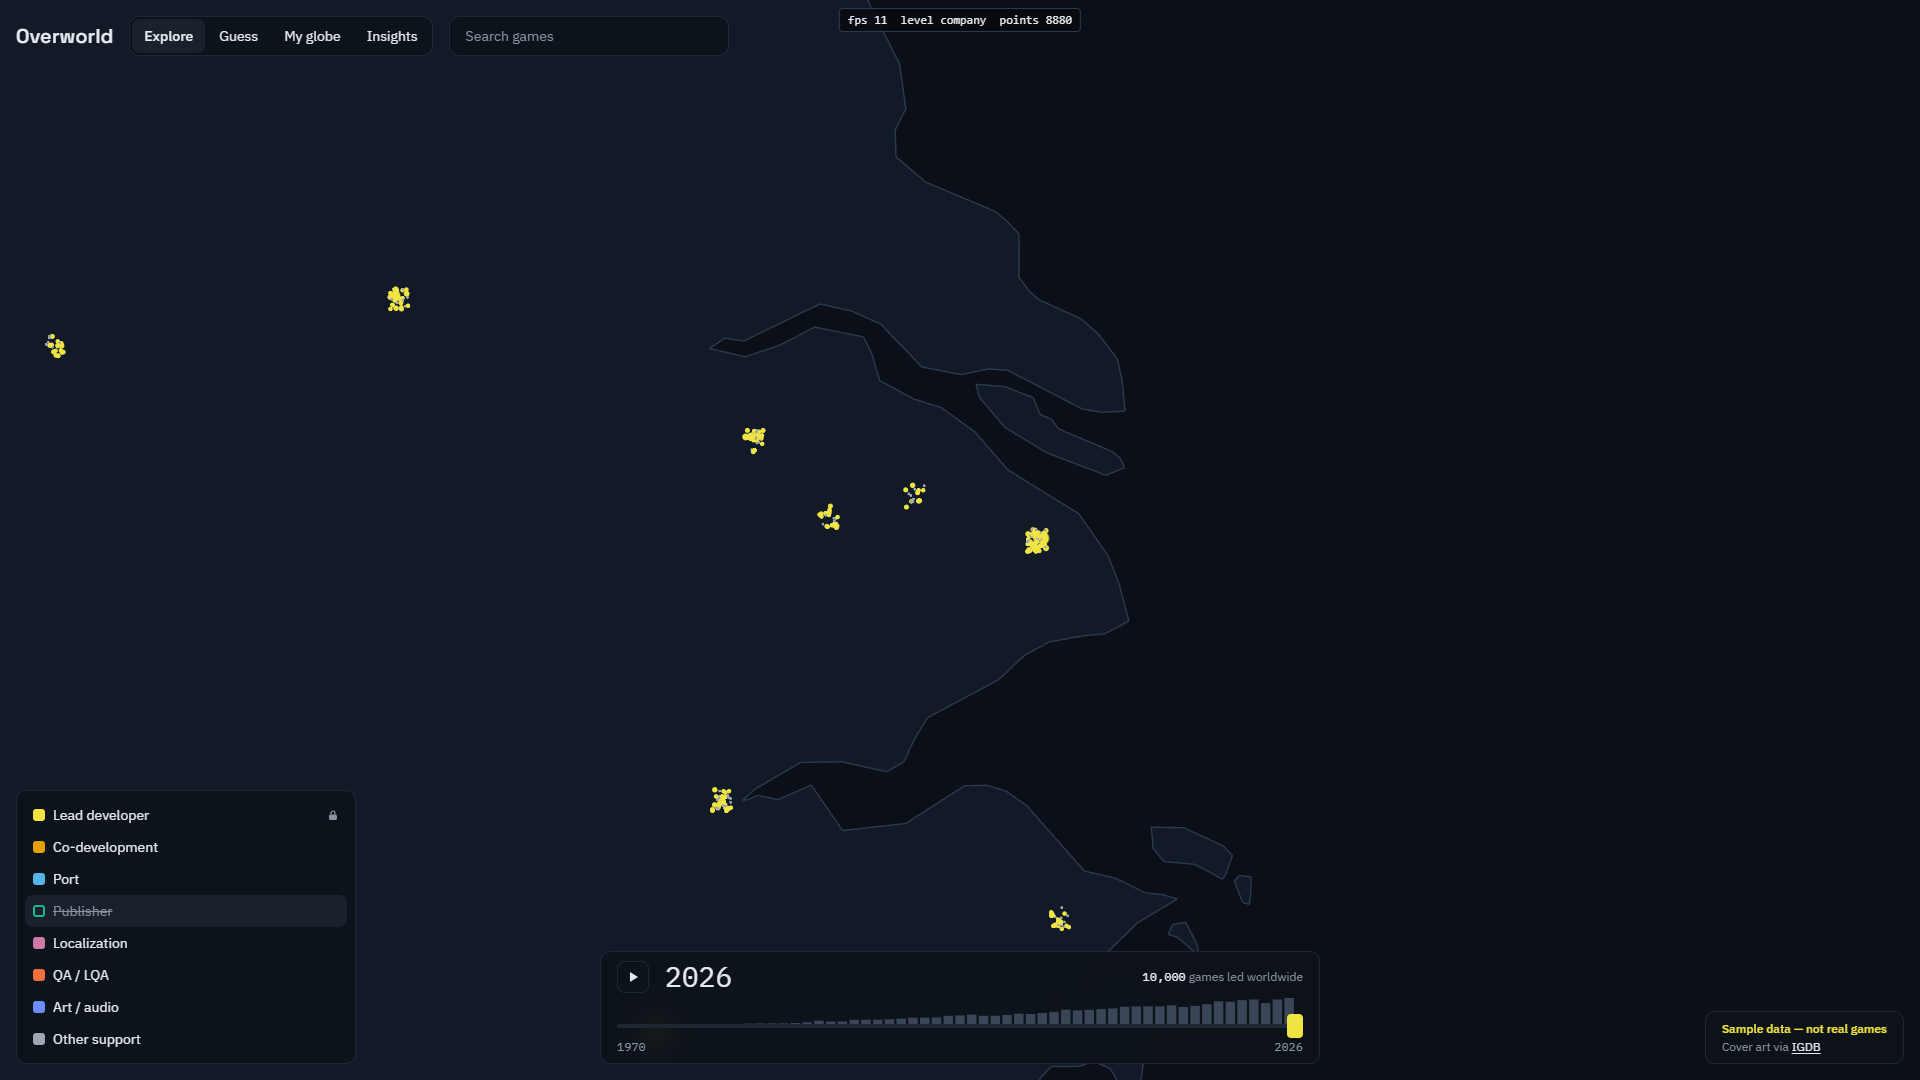 Overworld
Explore
Guess
My globe
Insights
Search games
fps 11 level company points 8880
Lead developer
Co-development
Port
Publisher
Localization
QA / LQA
Art / audio
Other support
2026
10,000 games led worldwide
1970
2026
Sample data — not real games
Cover art via IGDB